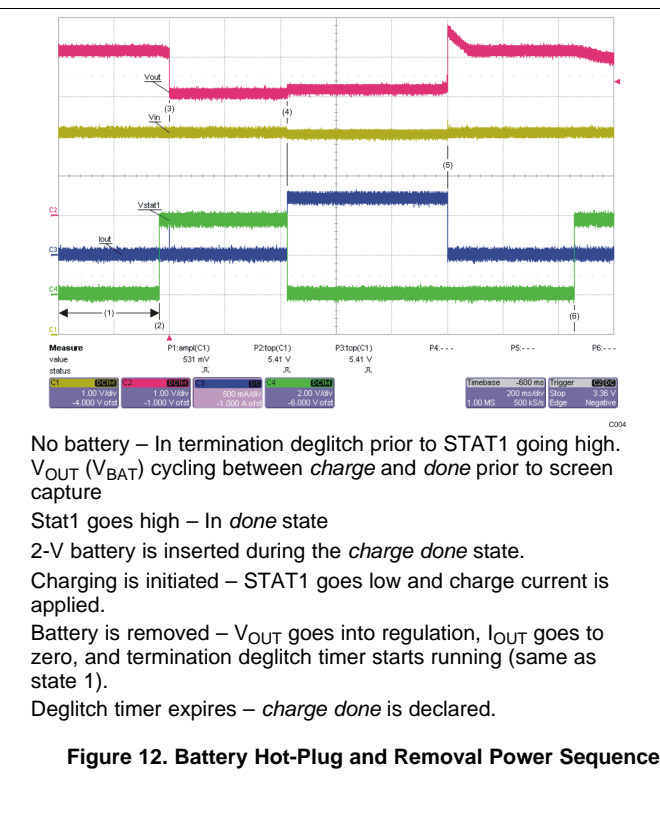 Vout
(3)
(4)
Vin
(5)
C2
Vstat1
C3
Iout
C4
(1)
(2)
(6)
C1
Measure P1:ampl(C1) P2:top(C1) P3:top(C1) P4:- - - P5:- - - P6:- - -
value 531 mV 5.41 V 5.41 V
status
C1 DC1M C2 DC1M C3 DC C4 DC1M Timebase -600 ms Trigger C2 DC
1.00 V/div 1.00 V/div 500 mA/div 2.00 V/div 200 ms/div Stop 3.36 V
-4.000 V ofst -1.000 V ofst -1.000 A ofst -6.000 V ofst 1.00 MS 500 kS/s Edge Negative
C004
No battery – In termination deglitch prior to STAT1 going high.
VOUT (VBAT) cycling between charge and done prior to screen
capture
Stat1 goes high – In done state
2-V battery is inserted during the charge done state.
Charging is initiated – STAT1 goes low and charge current is
applied.
Battery is removed – VOUT goes into regulation, IOUT goes to
zero, and termination deglitch timer starts running (same as
state 1).
Deglitch timer expires – charge done is declared.
Figure 12. Battery Hot-Plug and Removal Power Sequence